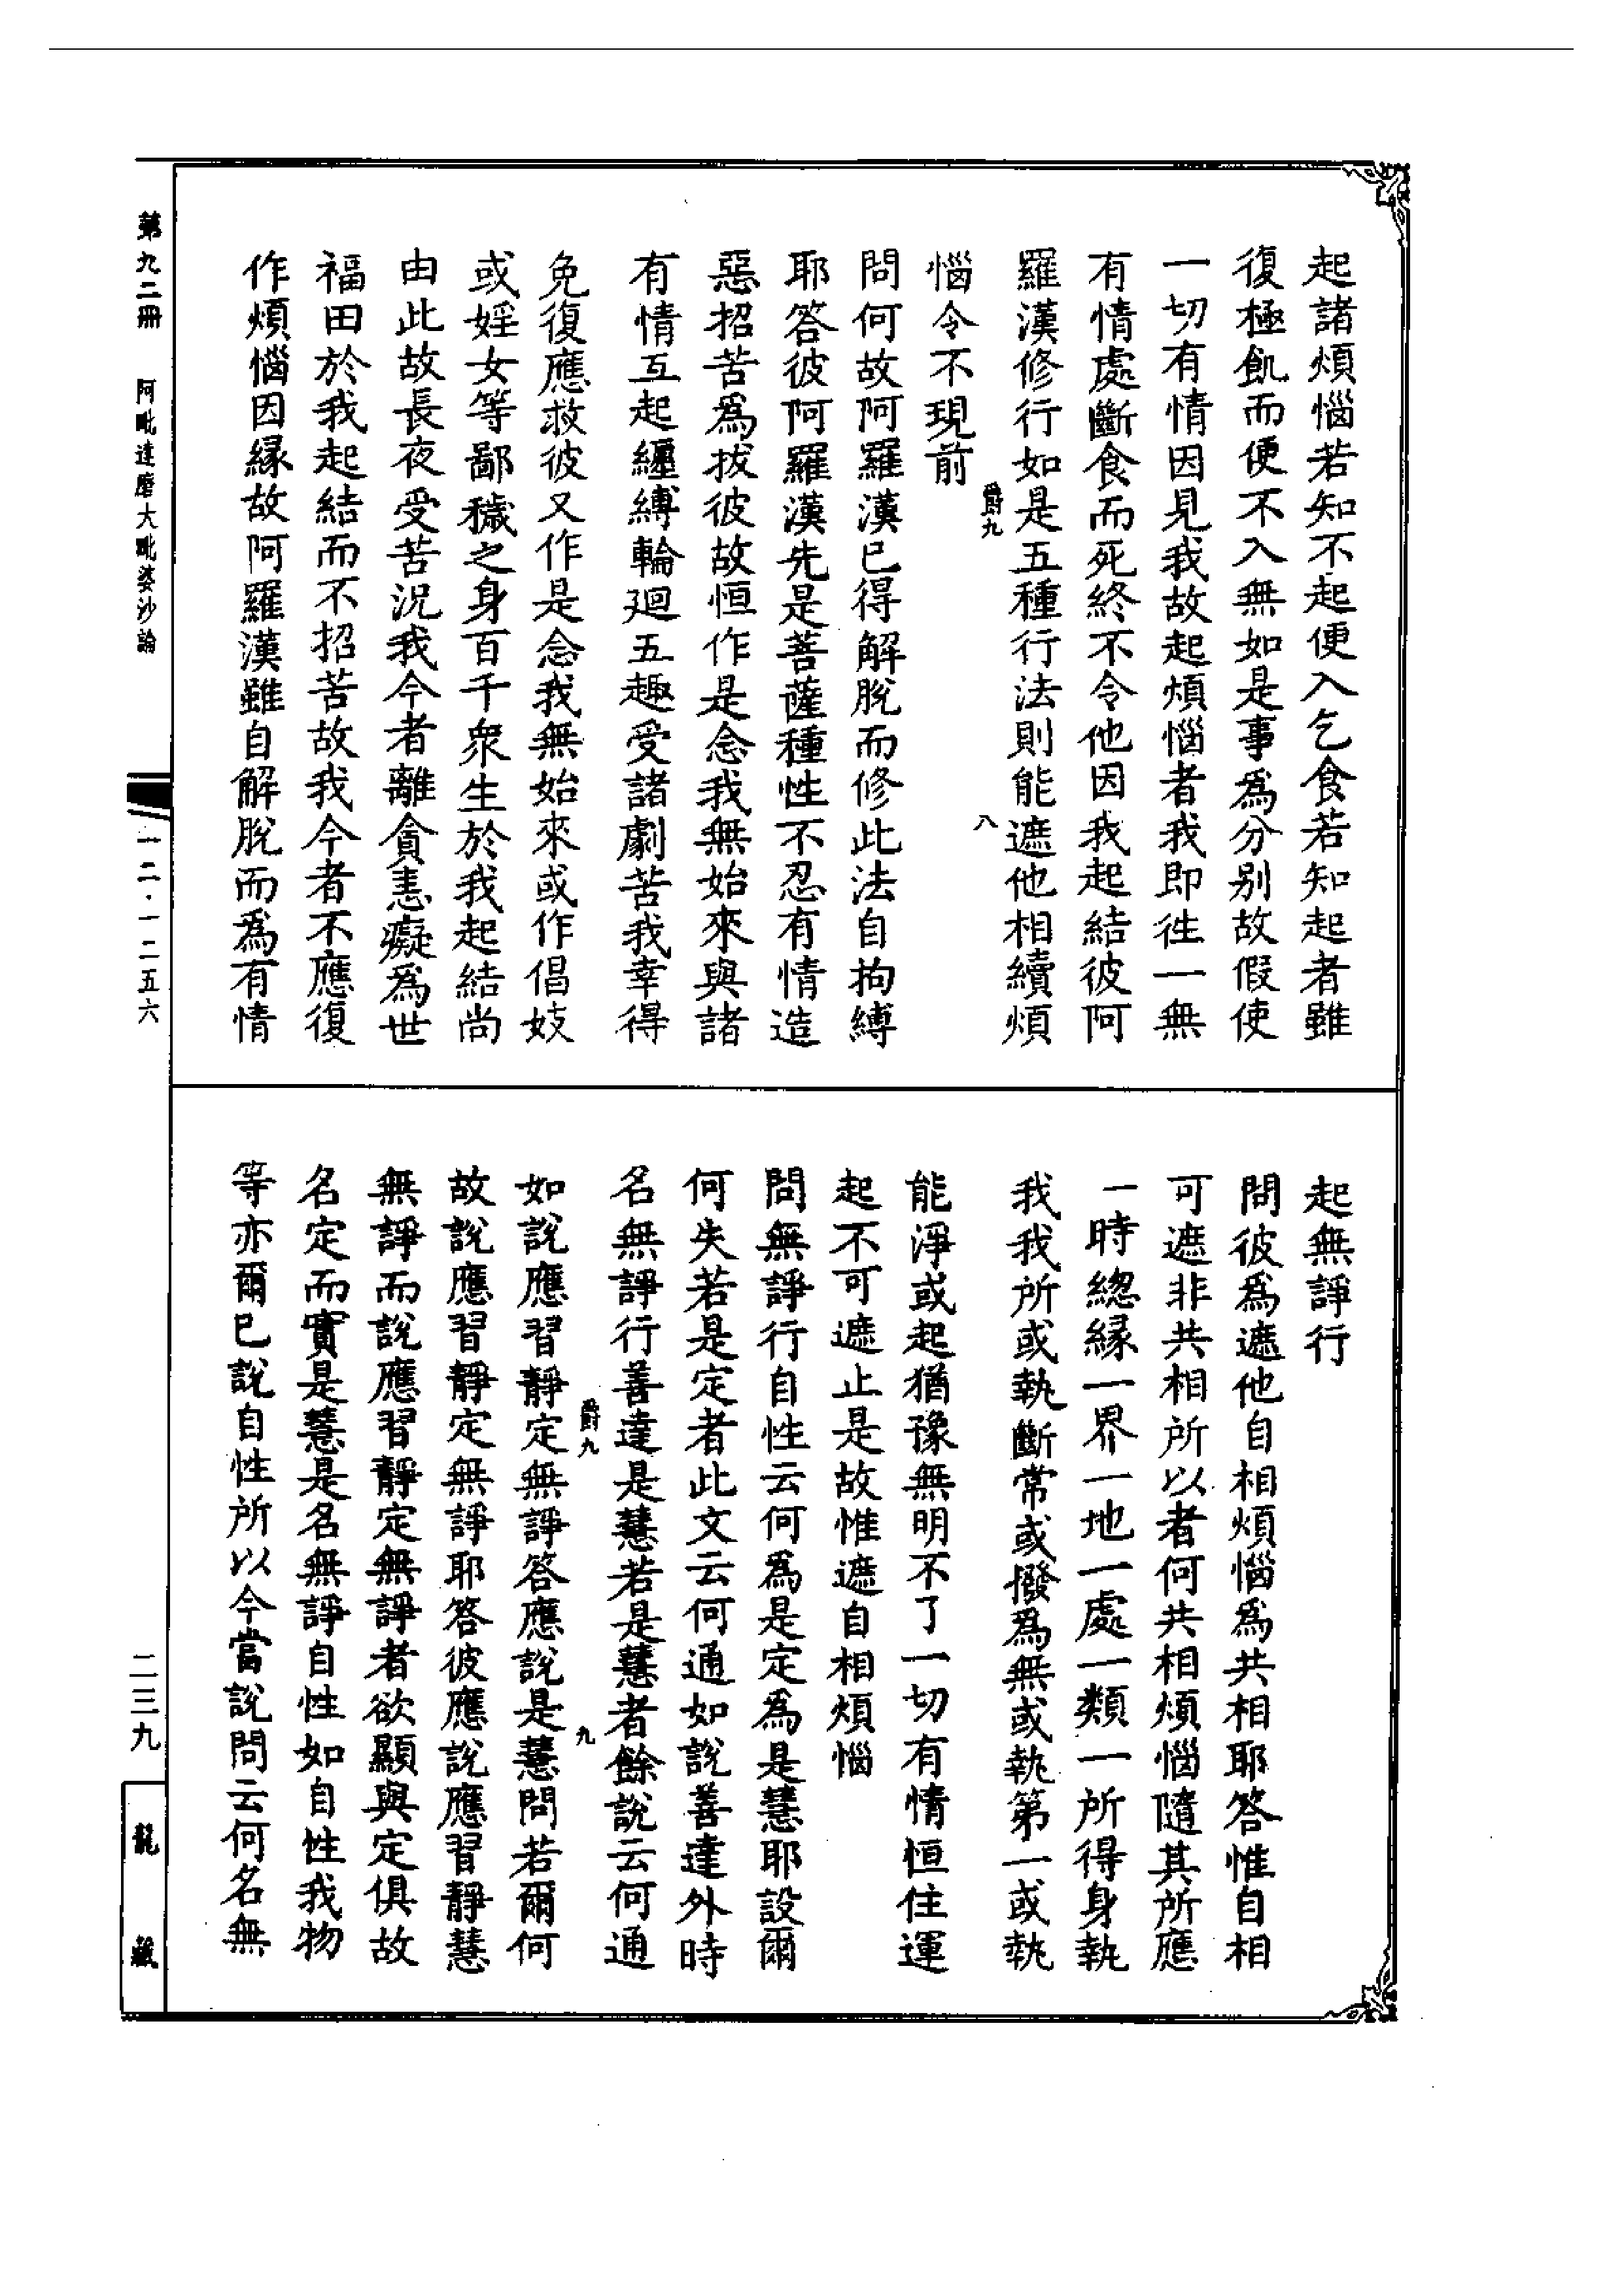 起諸煩惱若知不起便入乞食若知起者雖
復極飢而便不入無如是事爲分別故假使
一切有情因見我故起煩惱者我即往一無
有情處斷食而死終不令他因我起結彼阿
羅漢修行如是五種行法則能遮他相續煩
爵九
八
惱令不現前
問何故阿羅漢已得解脫而修此法自拘縛
耶答彼阿羅漢先是菩薩種性不忍有情造
惡招苦爲拔彼故恒作是念我無始來與諸
有情互起纏縛輪廻五趣受諸劇苦我幸得
免復應救彼又作是念我無始來或作倡妓
或婬女等鄙穢之身百千衆生於我起結尚
由此故長夜受苦況我今者離貪恚癡爲世
福田於我起結而不招苦故我今者不應復
作煩惱因緣故阿羅漢雖自解脫而爲有情
起無諍行
問彼爲遮他自相煩惱爲共相耶答惟自相
可遮非共相所以者何共相煩惱隨其所應
一時緫緣一界一地一處一類一所得身執
我我所或執斷常或撥爲無或執第一或執
能淨或起猶豫無明不了一切有情恒住運
起不可遮止是故惟遮自相煩惱
問無諍行自性云何爲是定爲是慧耶設爾
何失若是定者此文云何通如說善達外時
名無諍行善達是慧若是慧者餘說云何通
爵九
九
如說應習靜定無諍答應說是慧問若爾何
故說應習靜定無諍耶答彼應說應習靜慧
無諍而說應習靜定無諍者欲顯與定俱故
名定而實是慧是名無諍自性如自性我物
等亦爾已說自性所以今當說問云何名無
第九二冊　阿毗達磨大毗婆沙論
一二·一二五六
二三九
龍藏